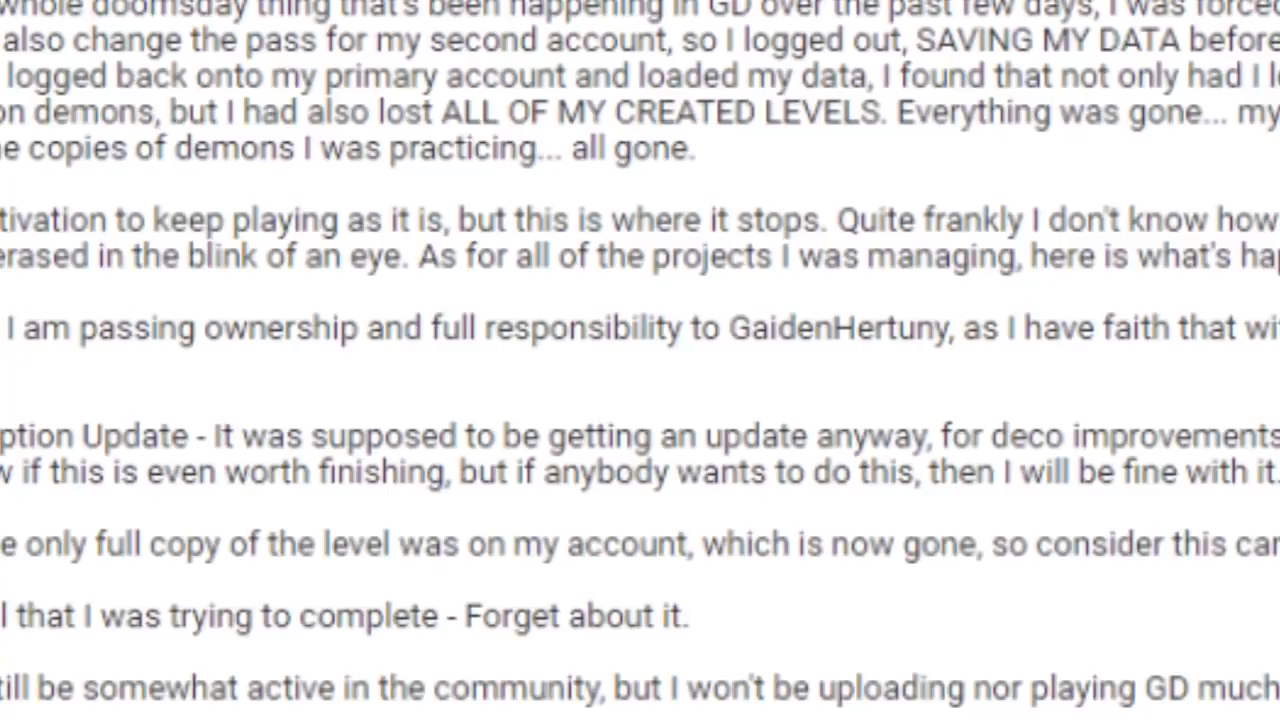 whole doomsday thing that's been happening in GD over the past few days, I was forced
also change the pass for my second account, so I logged out, SAVING MY DATA before
logged back onto my primary account and loaded my data, I found that not only had I
on demons, but I had also lost ALL OF MY CREATED LEVELS. Everything was gone... my
copies of demons I was practicing... all gone.
tivation to keep playing as it is, but this is where it stops. Quite frankly I don't know how
erased in the blink of an eye. As for all of the projects I was managing, here is what's hap
I am passing ownership and full responsibility to GaidenHertuny, as I have faith that wi
ption Update - It was supposed to be getting an update anyway, for deco improvements
w if this is even worth finishing, but if anybody wants to do this, then I will be fine with it.
e only full copy of the level was on my account, which is now gone, so consider this can
l that I was trying to complete - Forget about it.
till be somewhat active in the community, but I won't be uploading nor playing GD much